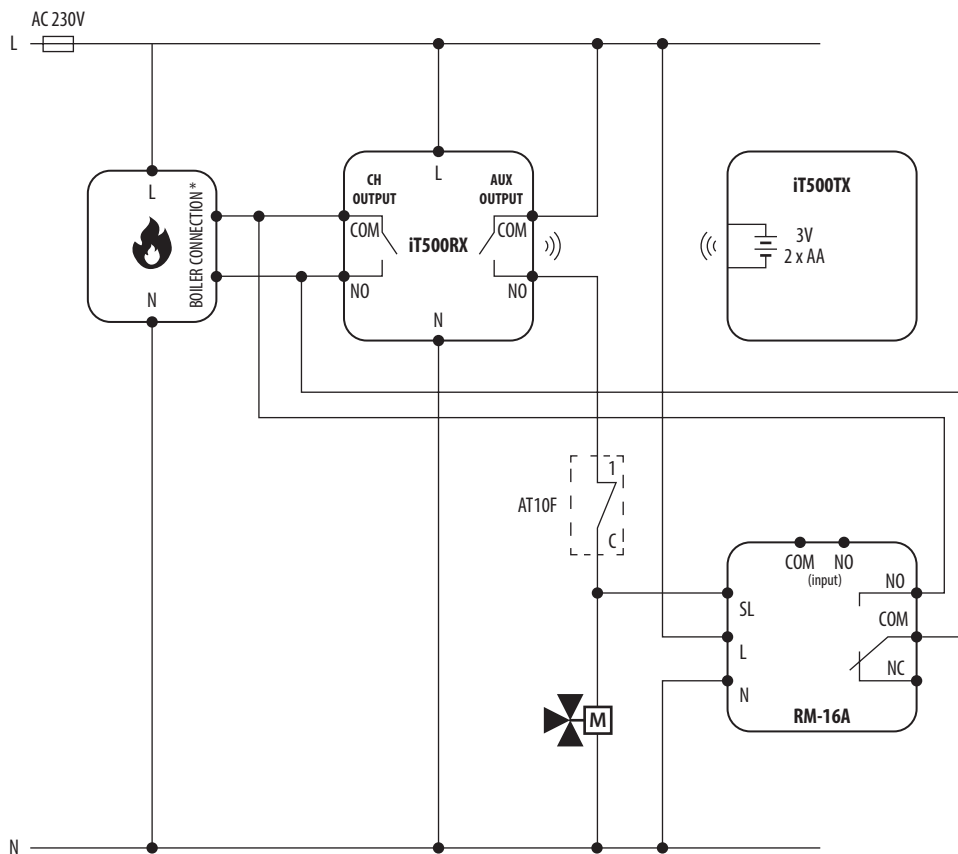 AC 230V
L
L
BOILER CONNECTION*
N
CH
OUTPUT
L
AUX
OUTPUT
COM
iT500RX
COM
NO
NO
N
iT500TX
3V
2 x AA
AT10F
1
C
COM NO
(input)
NO
SL
COM
L
NC
N
RM-16A
M
N